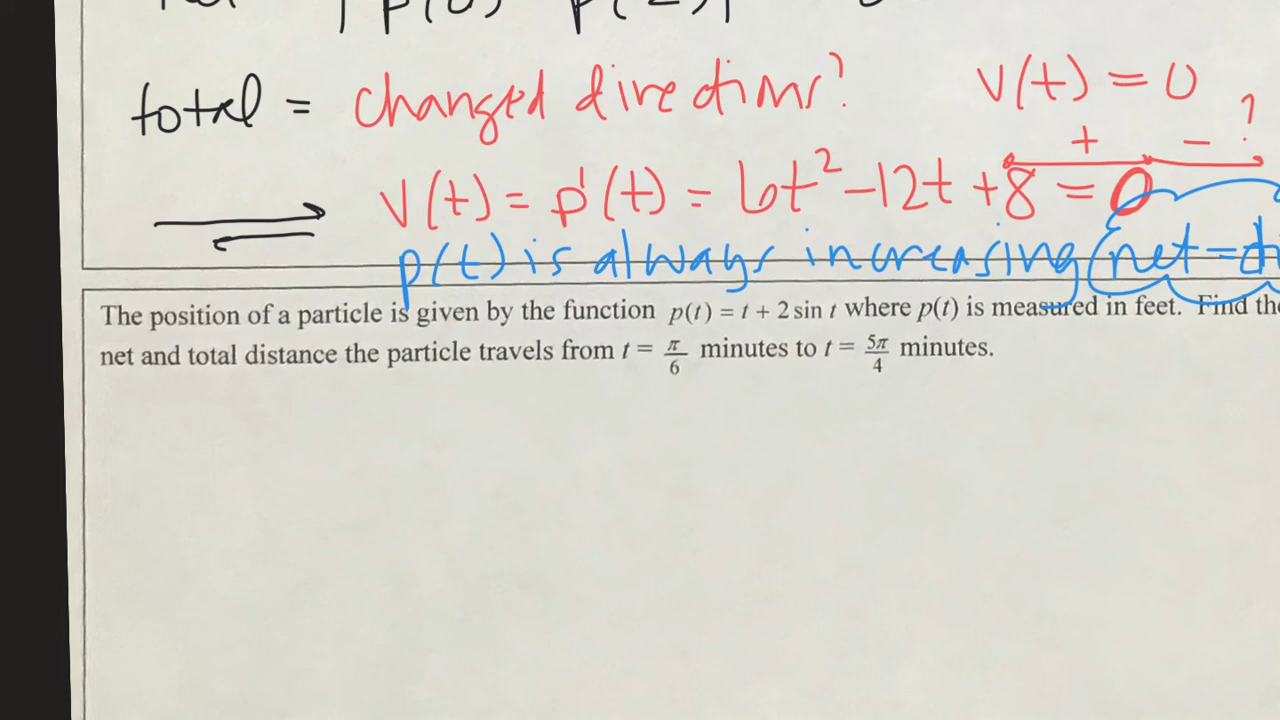 p(0) p(2)
total = changed directions? v(t) = 0
+ - ?
v(t) = p'(t) = 6t² - 12t + 8 = 0
p(t) is always increasing (net =
The position of a particle is given by the function p(t) = t + 2 sin t where p(t) is measured in feet. Find the
net and total distance the particle travels from t = π/6 minutes to t = 5π/4 minutes.